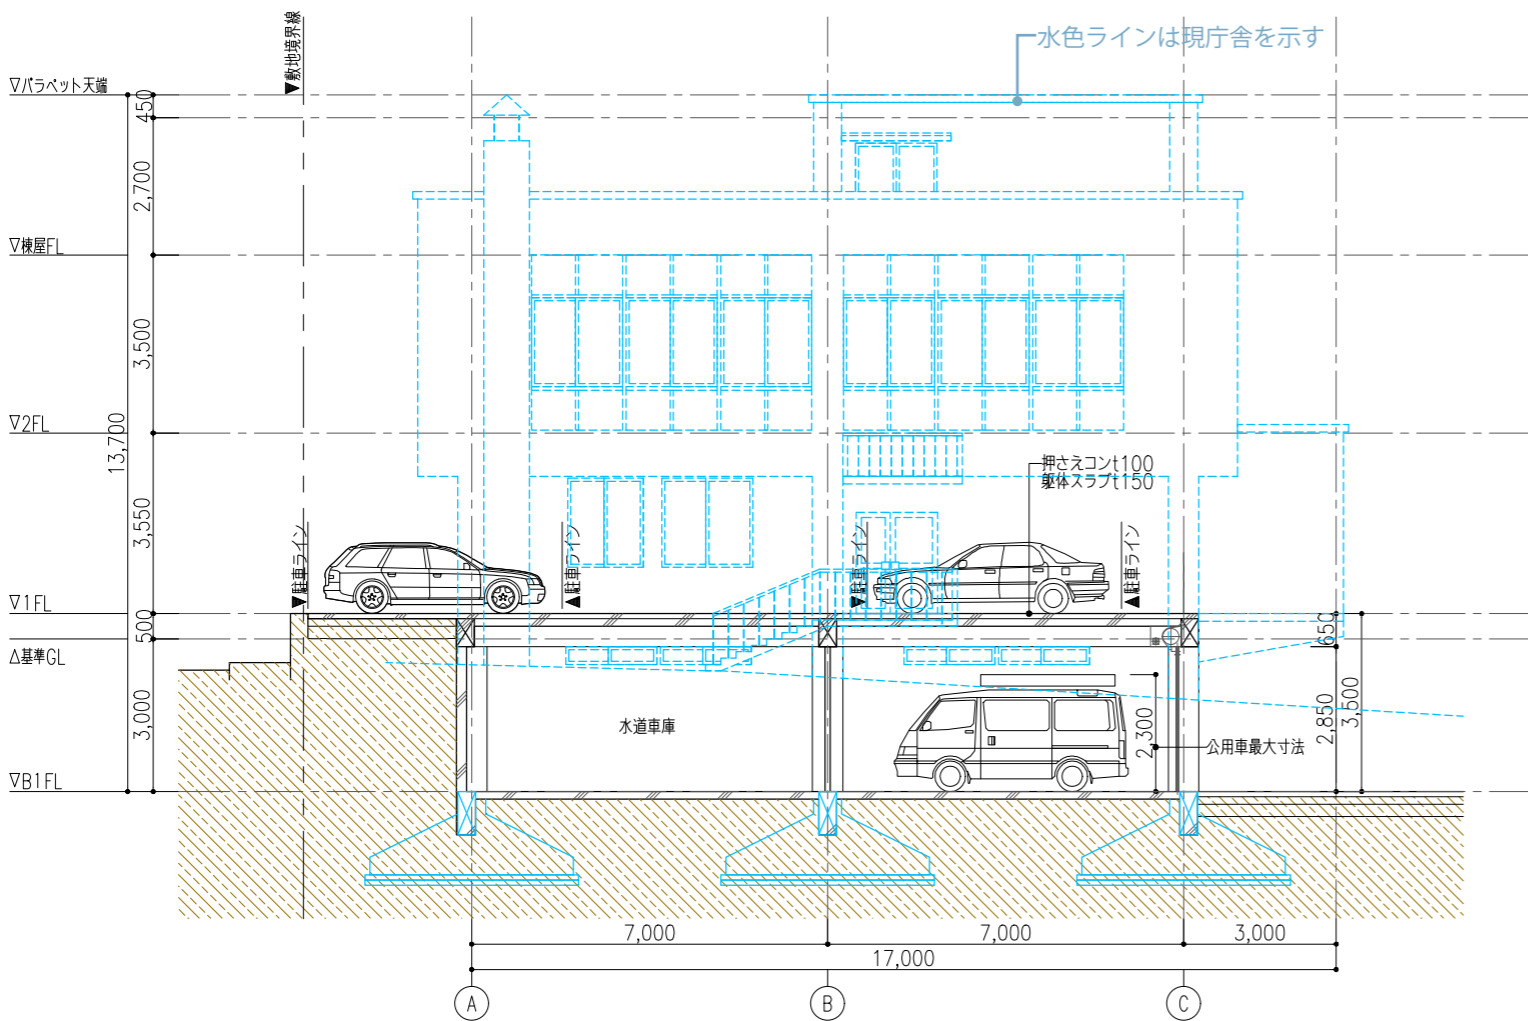 水色ラインは現庁舎を示す
▼敷地境界線
▽パラペット天端
450
2,700
▽棟屋FL
3,500
▽2FL
13,700
押さえコンt100
躯体スラブt150
3,550
▼駐車ライン
▲駐車ライン
▼駐車ライン
▲駐車ライン
▽1FL
500
650
△基準GL
3,000
水道車庫
2,300
公用車最大寸法
2,850
3,500
▽B1FL
7,000
7,000
3,000
17,000
A
B
C